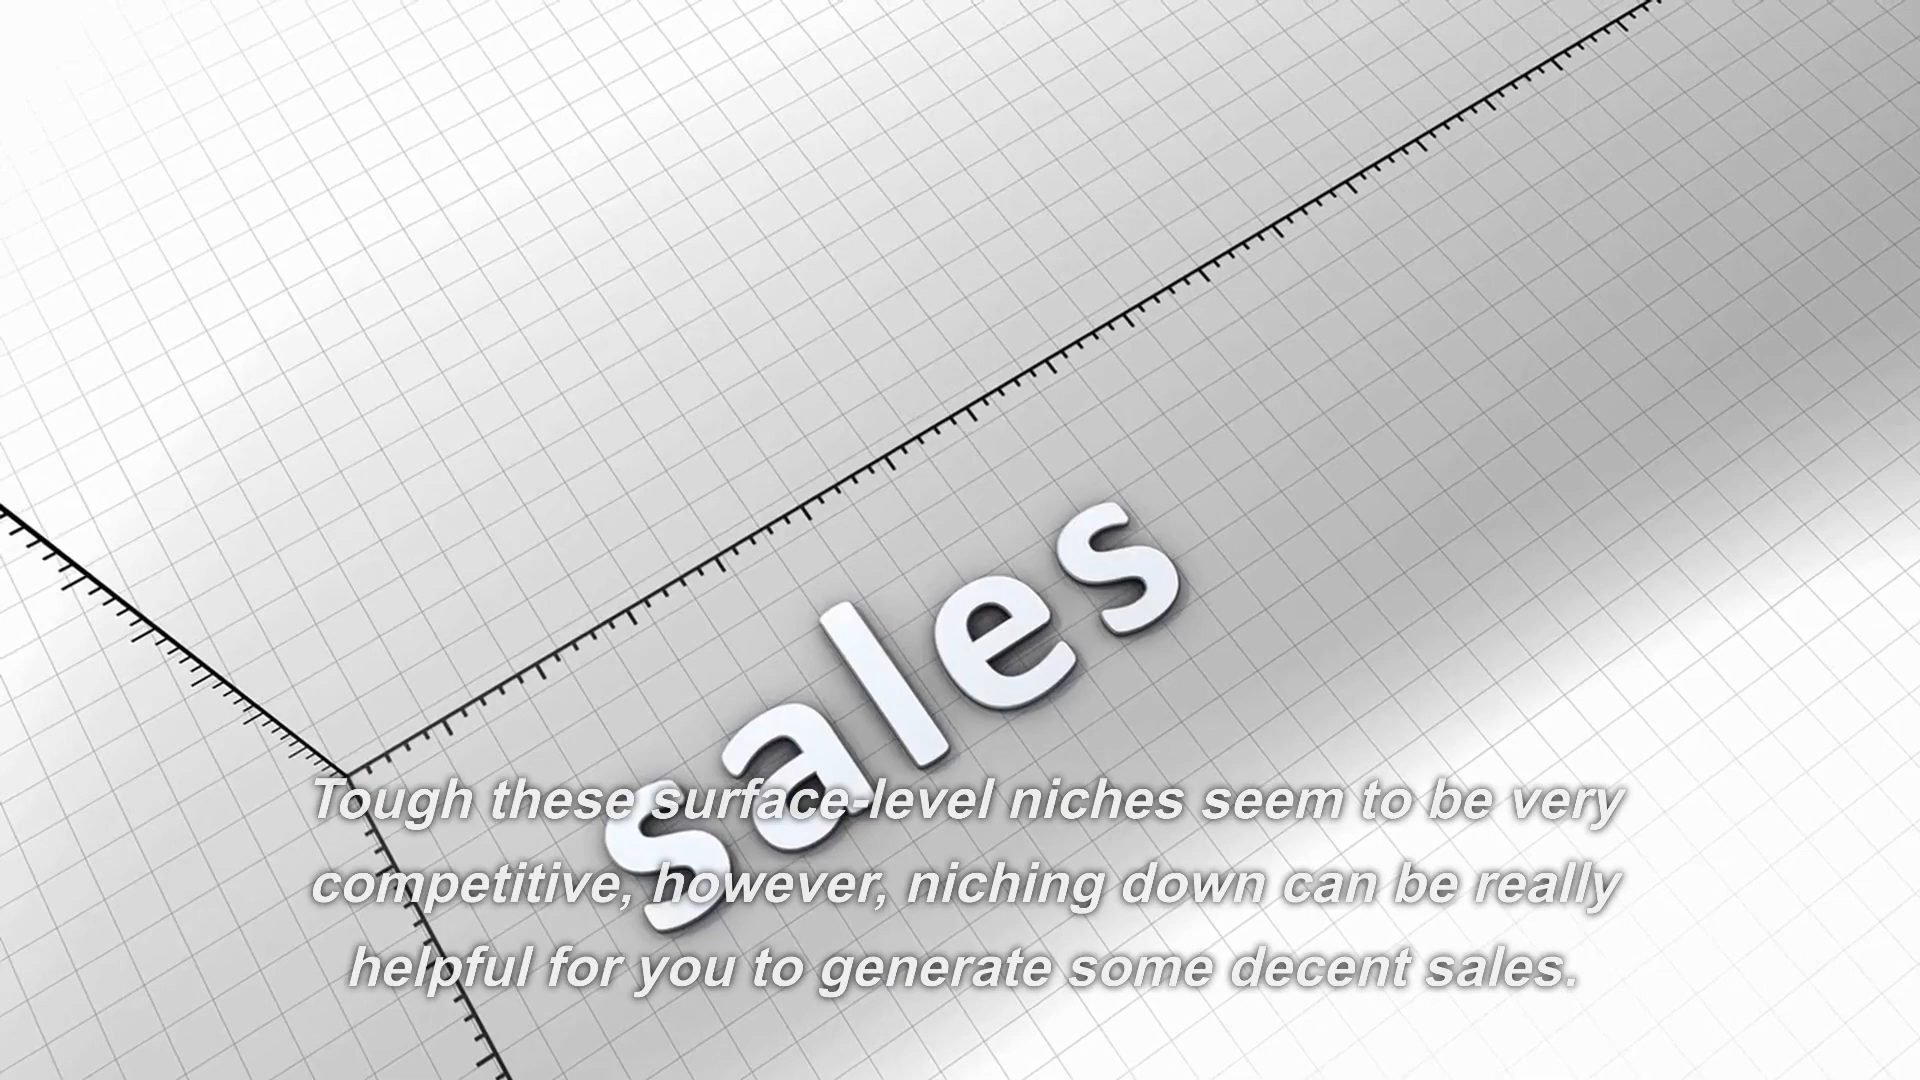 sales
Tough these surface-level niches seem to be very
competitive, however, niching down can be really
helpful for you to generate some decent sales.